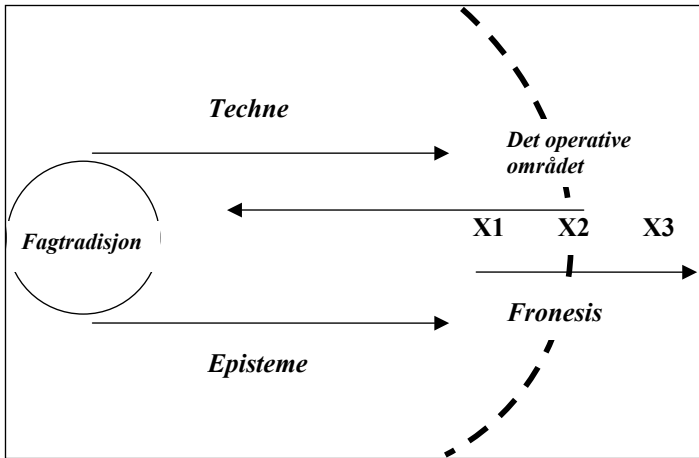 Techne
Det operative
området
Fagtradisjon
X1 X2 X3
Fronesis
Episteme